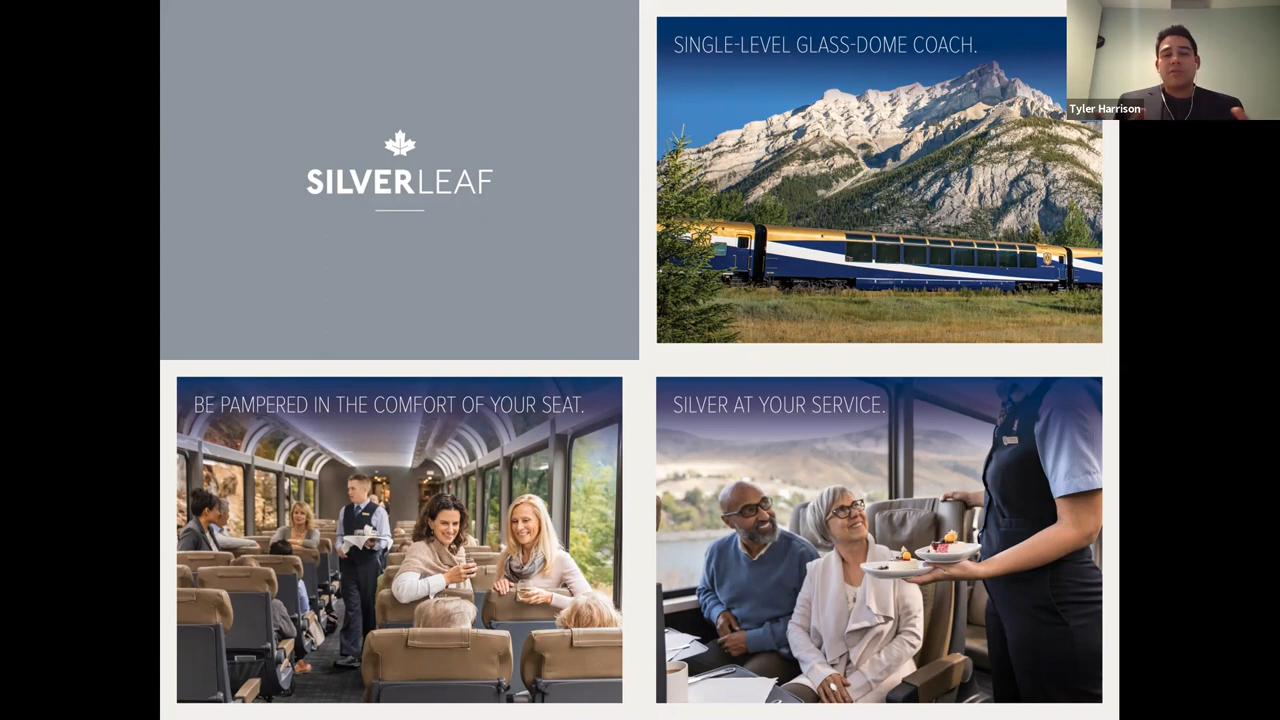 SILVERLEAF
SINGLE-LEVEL GLASS-DOME COACH.
Tyler Harrison
BE PAMPERED IN THE COMFORT OF YOUR SEAT.
SILVER AT YOUR SERVICE.